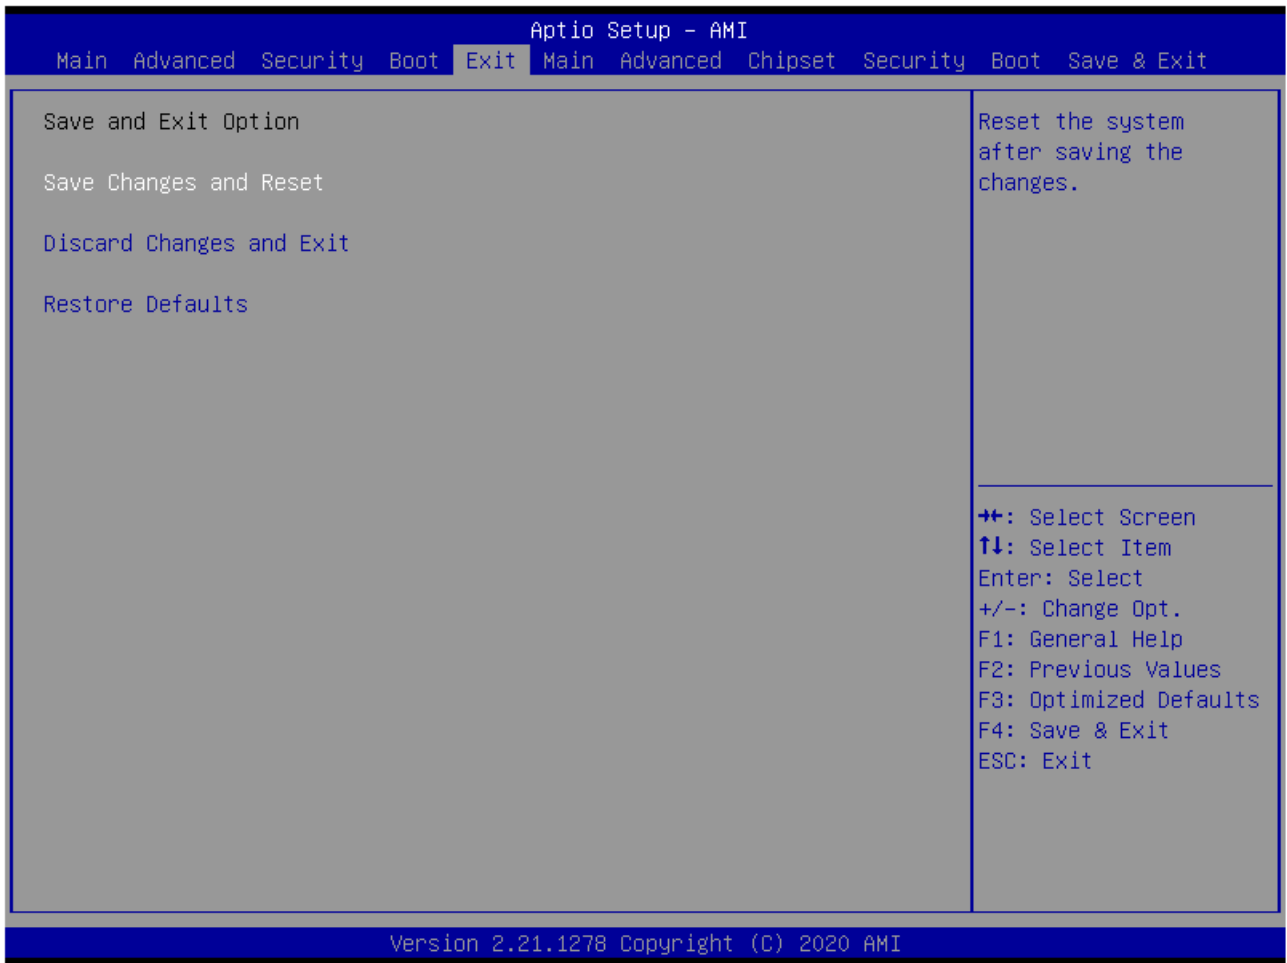 Aptio Setup – AMI
Main Advanced Security Boot Exit Main Advanced Chipset Security Boot Save & Exit
Save and Exit Option
Save Changes and Reset
Discard Changes and Exit
Restore Defaults
Reset the system
after saving the
changes.
→←: Select Screen
↑↓: Select Item
Enter: Select
+/-: Change Opt.
F1: General Help
F2: Previous Values
F3: Optimized Defaults
F4: Save & Exit
ESC: Exit
Version 2.21.1278 Copyright (C) 2020 AMI